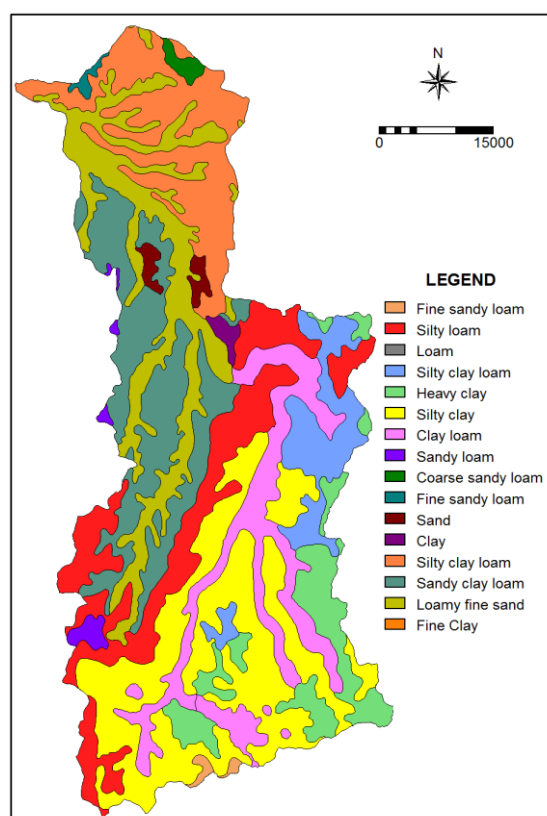 N
0
15000
LEGEND
Fine sandy loam
Silty loam
Loam
Silty clay loam
Heavy clay
Silty clay
Clay loam
Sandy loam
Coarse sandy loam
Fine sandy loam
Sand
Clay
Silty clay loam
Sandy clay loam
Loamy fine sand
Fine Clay